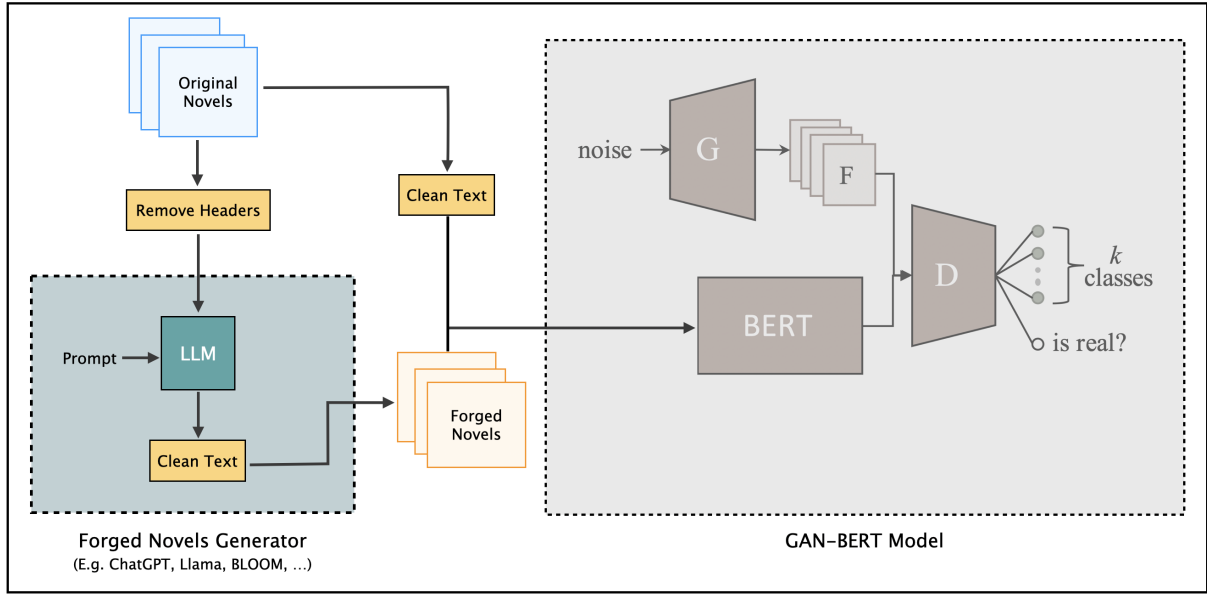 Original
Novels
Remove Headers
Clean Text
Prompt
LLM
Clean Text
Forged
Novels
Forged Novels Generator
(E.g. ChatGPT, Llama, BLOOM, ...)
noise
G
F
BERT
D
k
classes
is real?
GAN-BERT Model